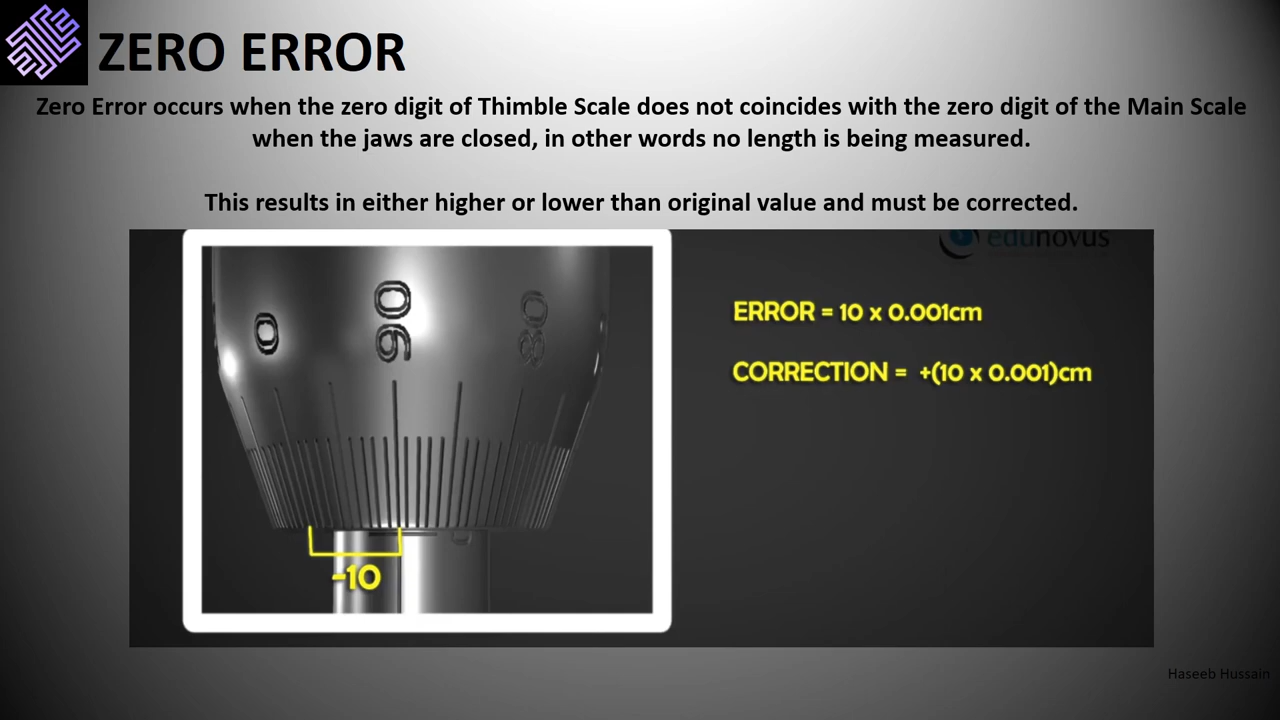 ZERO ERROR
Zero Error occurs when the zero digit of Thimble Scale does not coincides with the zero digit of the Main Scale
when the jaws are closed, in other words no length is being measured.
This results in either higher or lower than original value and must be corrected.
edunovus
0
90
80
-10
ERROR = 10 x 0.001cm
CORRECTION = +(10 x 0.001)cm
Haseeb Hussain